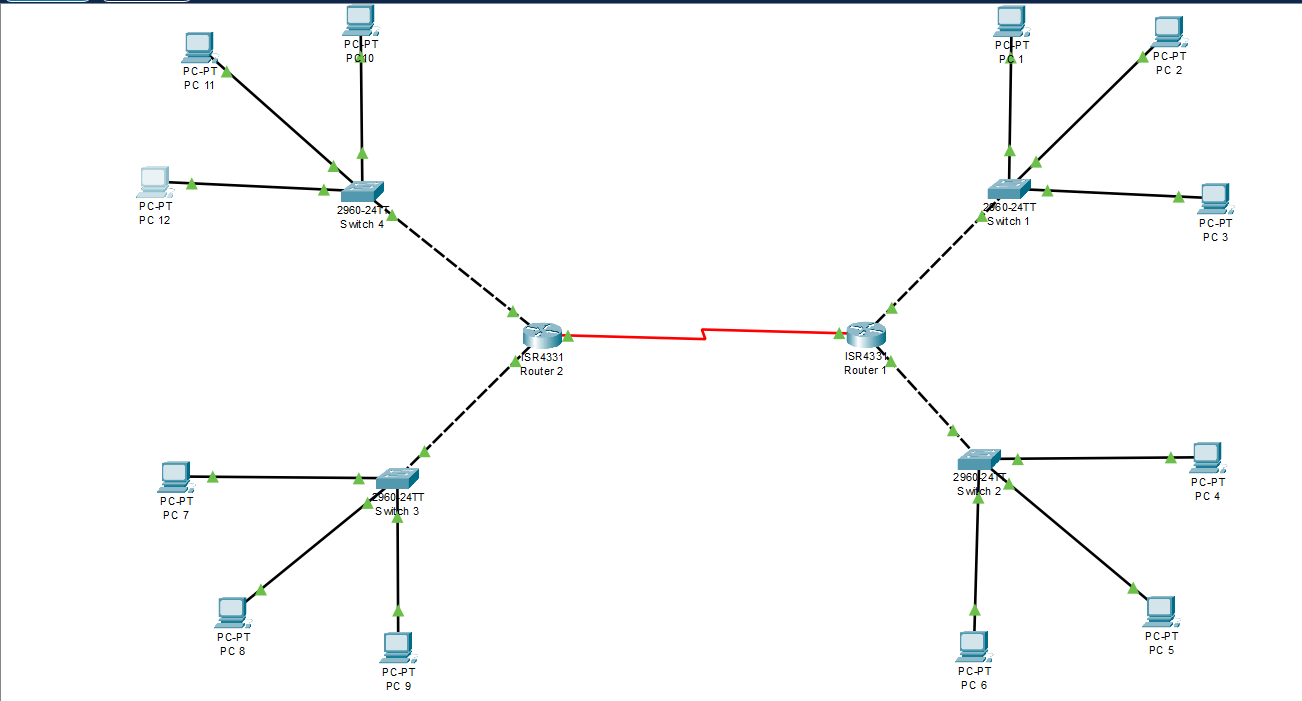 PC-PT
PC10
PC-PT
PC 1
PC-PT
PC 11
PC-PT
PC 2
PC-PT
PC 12
2960-24TT
Switch 4
2960-24TT
Switch 1
PC-PT
PC 3
ISR4331
Router 2
ISR4331
Router 1
PC-PT
PC 7
2960-24TT
Switch 3
2960-24TT
Switch 2
PC-PT
PC 4
PC-PT
PC 8
PC-PT
PC 9
PC-PT
PC 6
PC-PT
PC 5